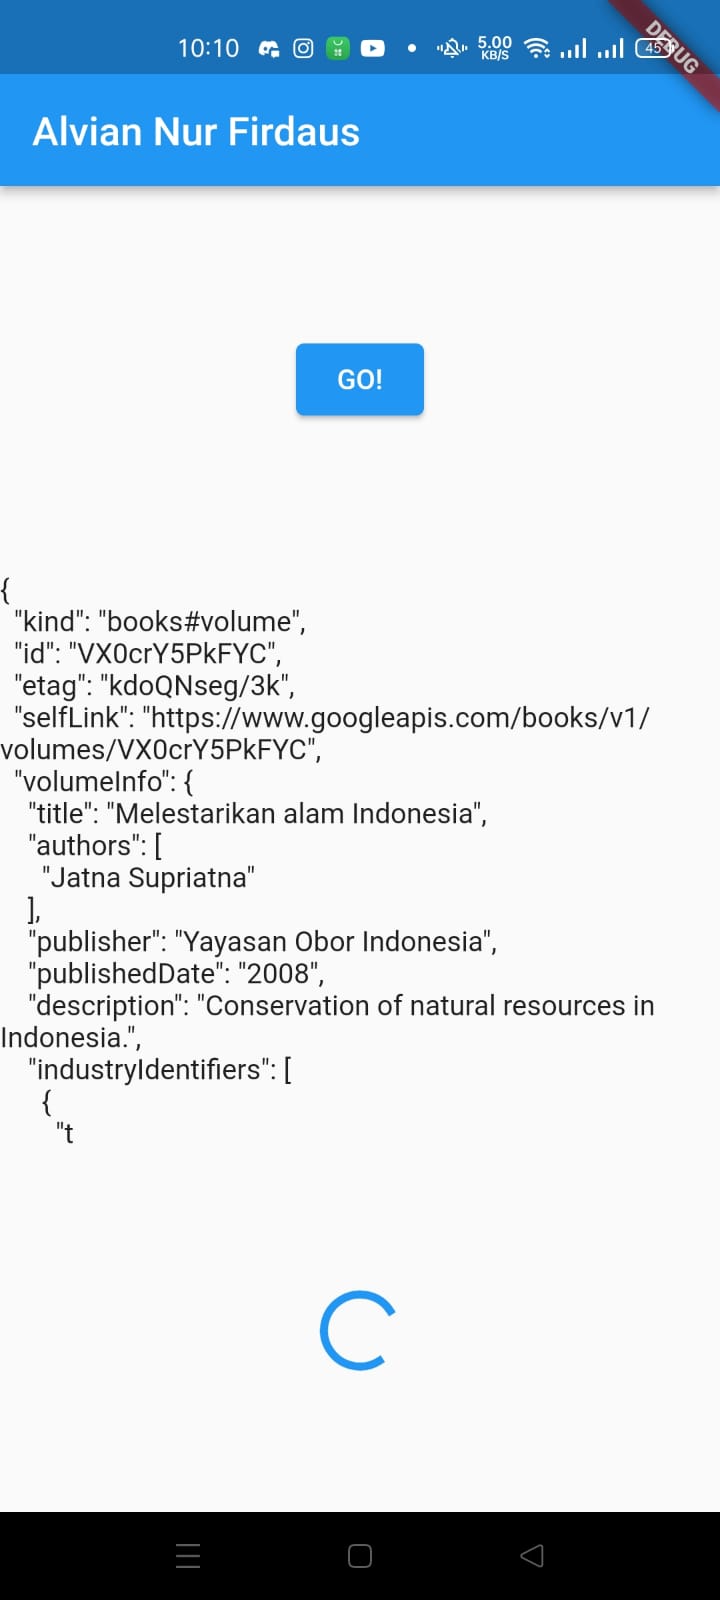 10:10
5.00
KB/S
45
DEBUG
Alvian Nur Firdaus
GO!
{
"kind": "books#volume",
"id": "VX0crY5PkFYC",
"etag": "kdoQNseg/3k",
"selfLink": "https://www.googleapis.com/books/v1/
volumes/VX0crY5PkFYC",
"volumeInfo": {
"title": "Melestarikan alam Indonesia",
"authors": [
"Jatna Supriatna"
],
"publisher": "Yayasan Obor Indonesia",
"publishedDate": "2008",
"description": "Conservation of natural resources in
Indonesia.",
"industryIdentifiers": [
{
"t